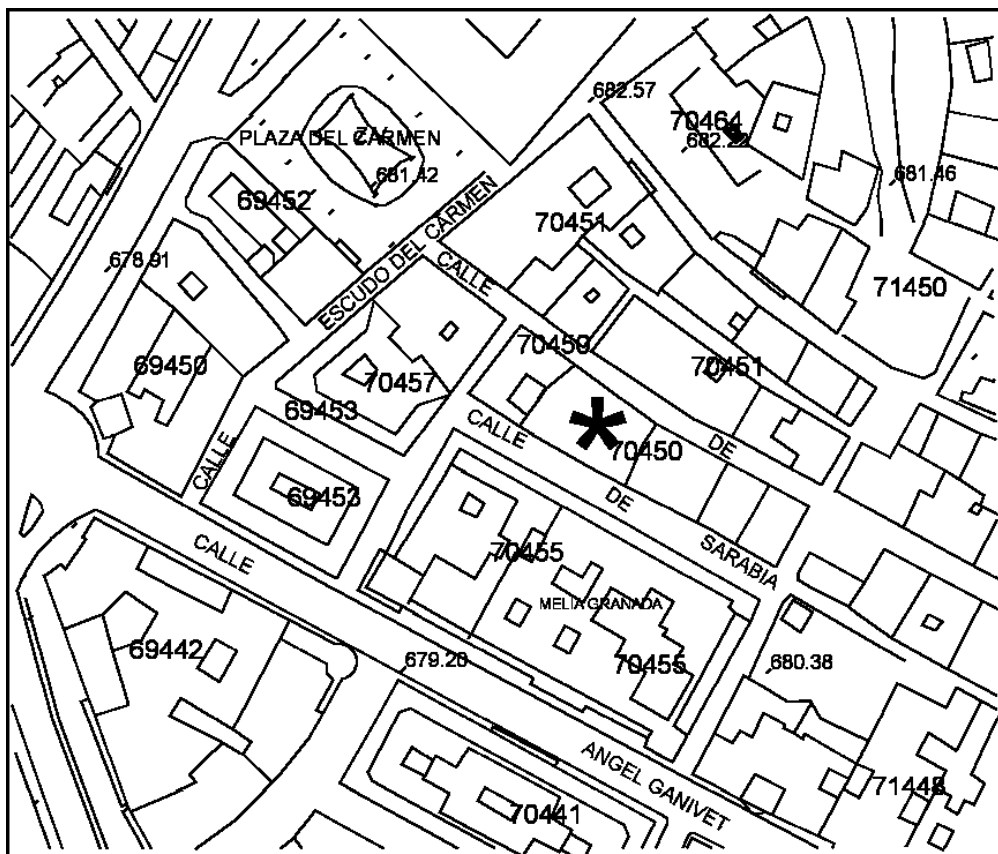 682.57
70464
682.22
PLAZA DEL CARMEN
681.42
681.46
69452
70451
ESCUDO DEL CARMEN
CALLE
678.91
71450
70450
70451
69450
70457
69453
CALLE
DE
70450
CALLE
69453
DE
SARABIA
CALLE
70455
MELIA GRANADA
69442
679.20
70455
680.38
ANGEL GANIVET
71448
70441